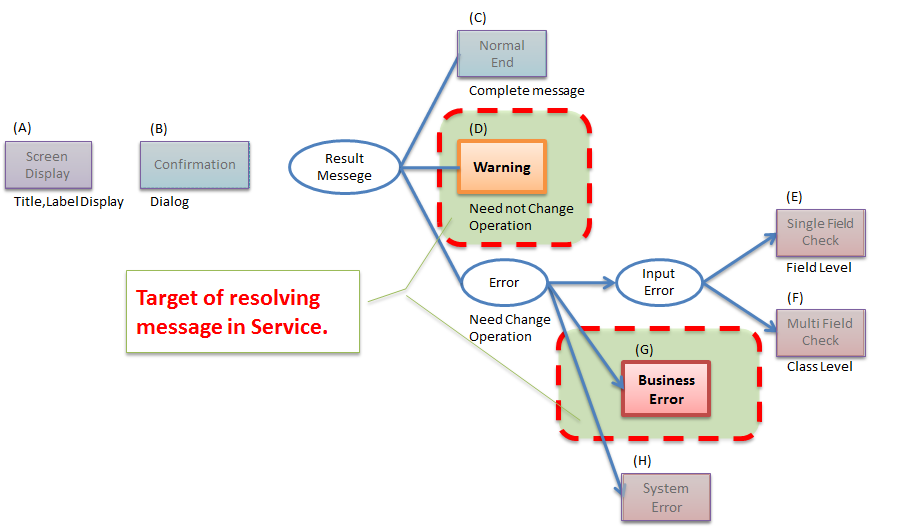 (A)
Screen
Display
Title,Label Display
(B)
Confirmation
Dialog
Result
Messege
(C)
Normal
End
Complete message
(D)
Warning
Need not Change
Operation
Target of resolving
message in Service.
Error
Need Change
Operation
Input
Error
(E)
Single Field
Check
Field Level
(F)
Multi Field
Check
Class Level
(G)
Business
Error
(H)
System
Error